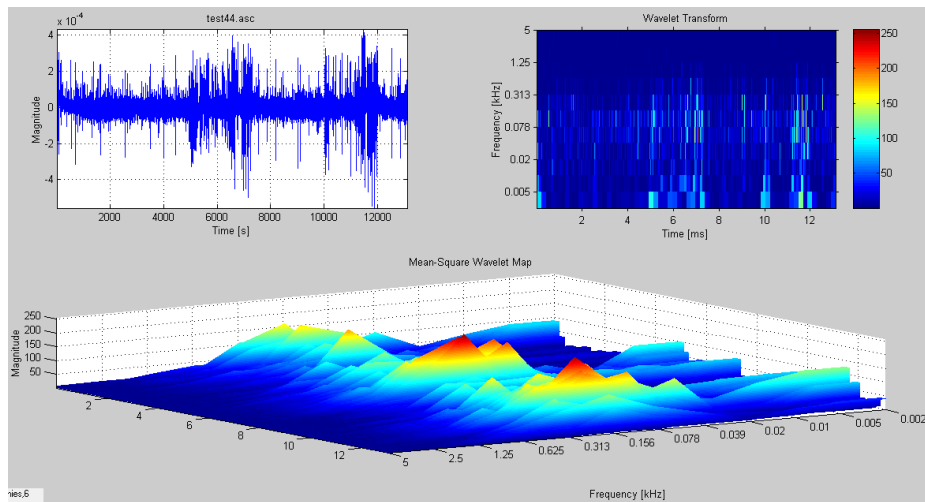 test44.asc
x 10^-4
4
2
0
-2
-4
Magnitude
2000 4000 6000 8000 10000 12000
Time [s]
Wavelet Transform
5
1.25
0.313
0.078
0.02
0.005
Frequency [kHz]
2 4 6 8 10 12
Time [ms]
250
200
150
100
50
Mean-Square Wavelet Map
250
200
150
100
50
Magnitude
2 4 6 8 10 12
5 2.5 1.25 0.625 0.313 0.156 0.078 0.039 0.02 0.01 0.005 0.002
Frequency [kHz]
nies,6